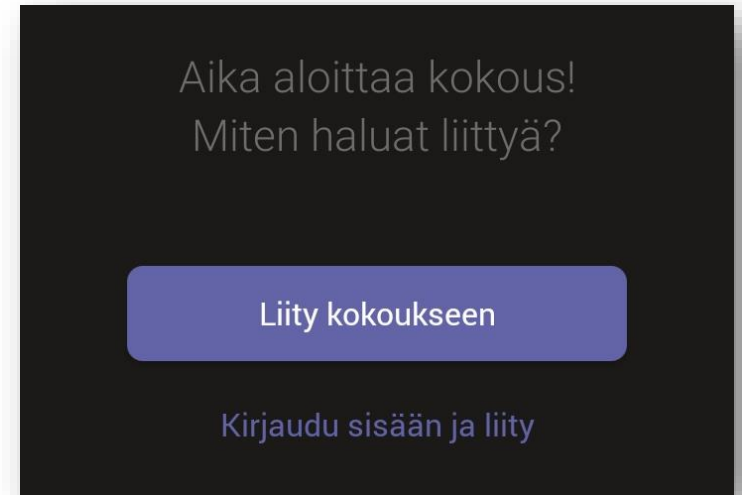 Aika aloittaa kokous!
Miten haluat liittyä?
Liity kokoukseen
Kirjaudu sisään ja liity